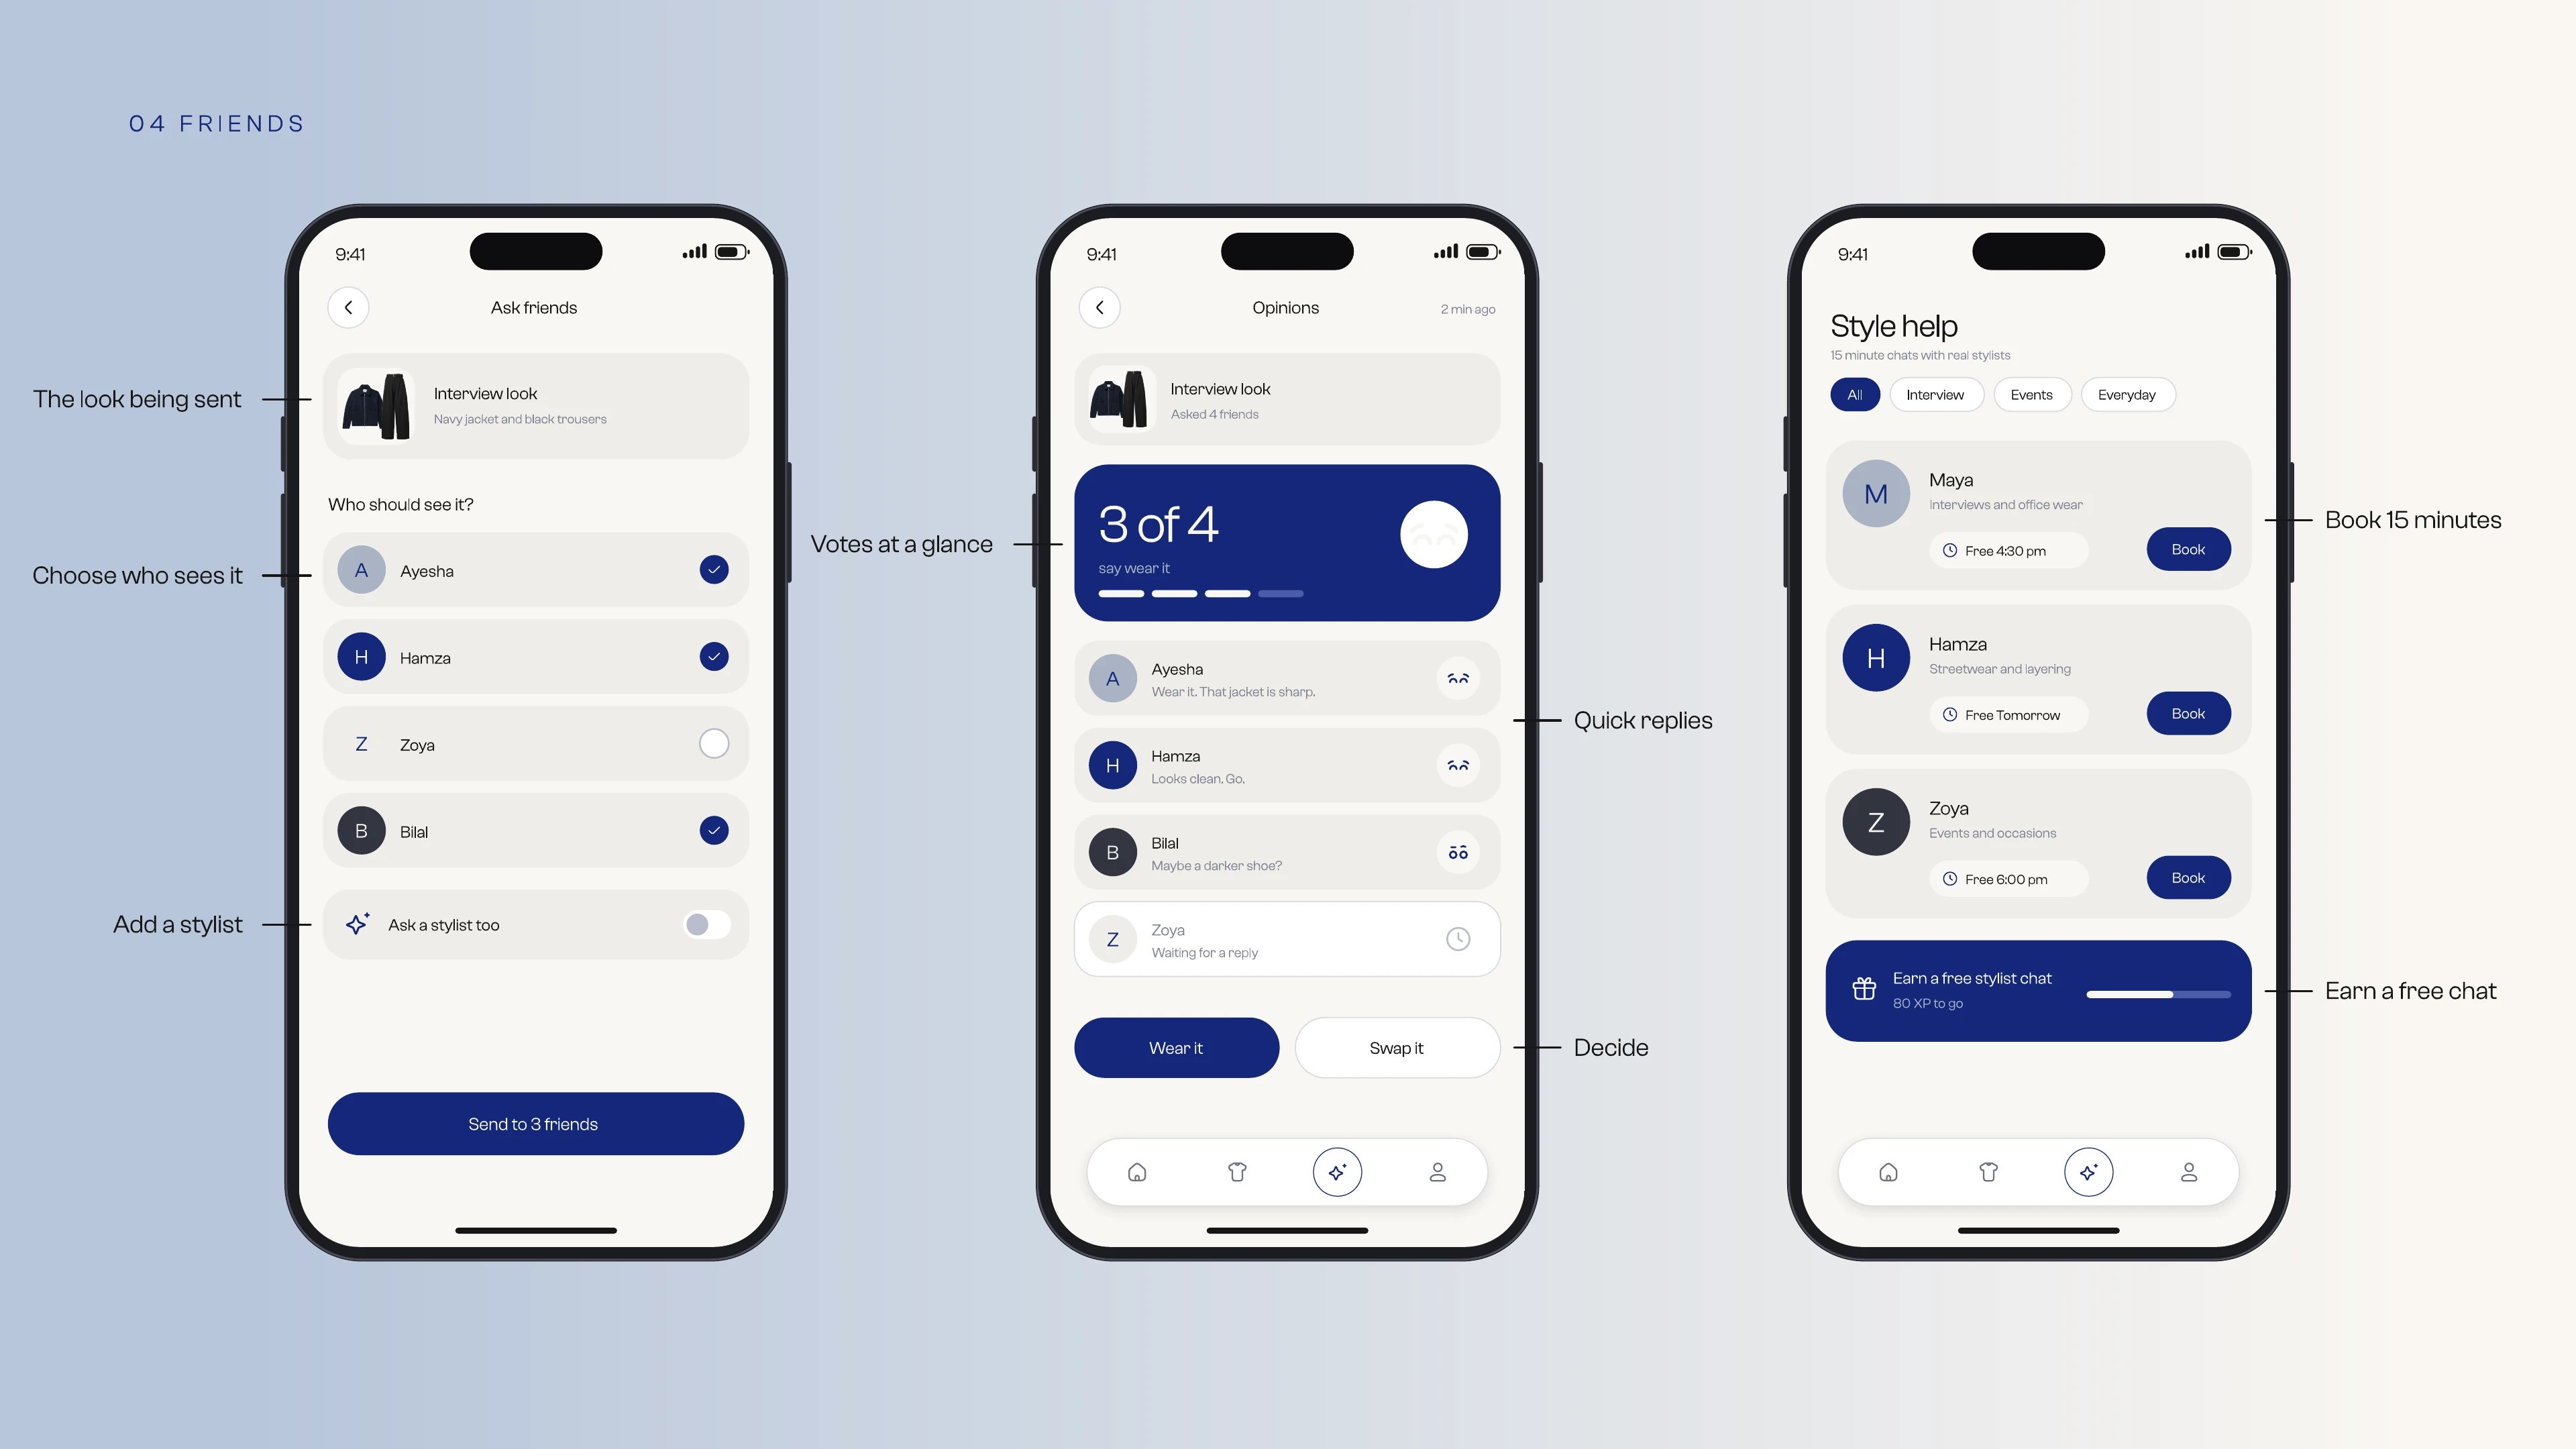 04 FRIENDS
The look being sent
Choose who sees it
Add a stylist
9:41
Ask friends
Interview look
Navy jacket and black trousers
Who should see it?
A
Ayesha
H
Hamza
Z
Zoya
B
Bilal
Ask a stylist too
Send to 3 friends
Votes at a glance
9:41
Opinions
2 min ago
Interview look
Asked 4 friends
3 of 4
say wear it
A
Ayesha
Wear it. That jacket is sharp.
H
Hamza
Looks clean. Go.
B
Bilal
Maybe a darker shoe?
Z
Zoya
Waiting for a reply
Wear it
Swap it
Quick replies
Decide
9:41
Style help
15 minute chats with real stylists
All
Interview
Events
Everyday
M
Maya
Interviews and office wear
Free 4:30 pm
Book
H
Hamza
Streetwear and layering
Free Tomorrow
Book
Z
Zoya
Events and occasions
Free 6:00 pm
Book
Earn a free stylist chat
80 XP to go
Book 15 minutes
Earn a free chat